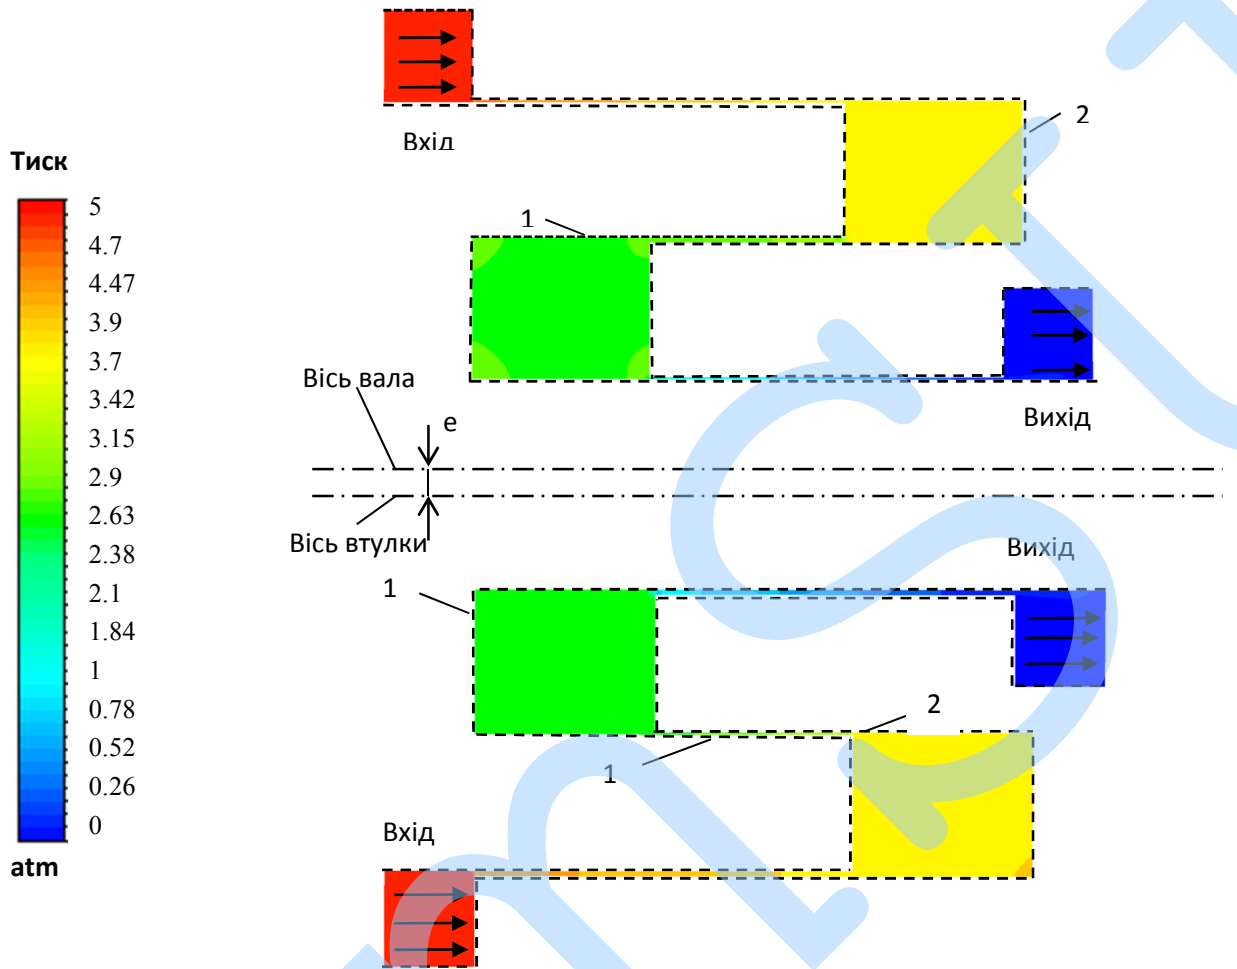 2
Вхід
Тиск
5
4.7
4.47
3.9
3.7
3.42
3.15
2.9
2.63
2.38
2.1
1.84
1
0.78
0.52
0.26
0
atm
1
Вісь вала
e
Вихід
Вісь втулки
Вихід
1
2
1
Вхід